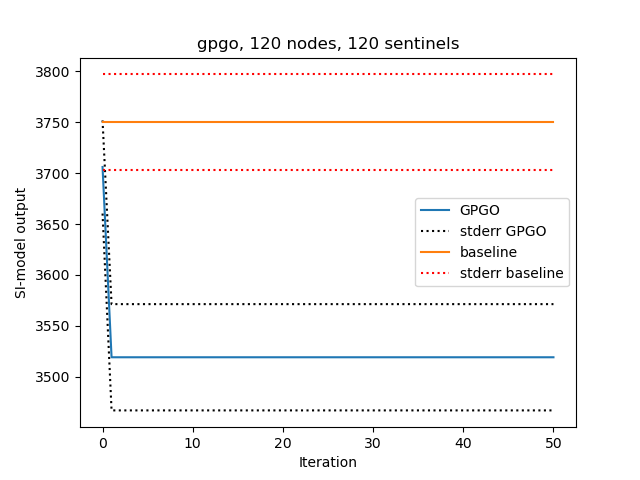 gpgo, 120 nodes, 120 sentinels
3800
3750
3700
3650
3600
3550
3500
SI-model output
GPGO
stderr GPGO
baseline
stderr baseline
0 10 20 30 40 50
Iteration